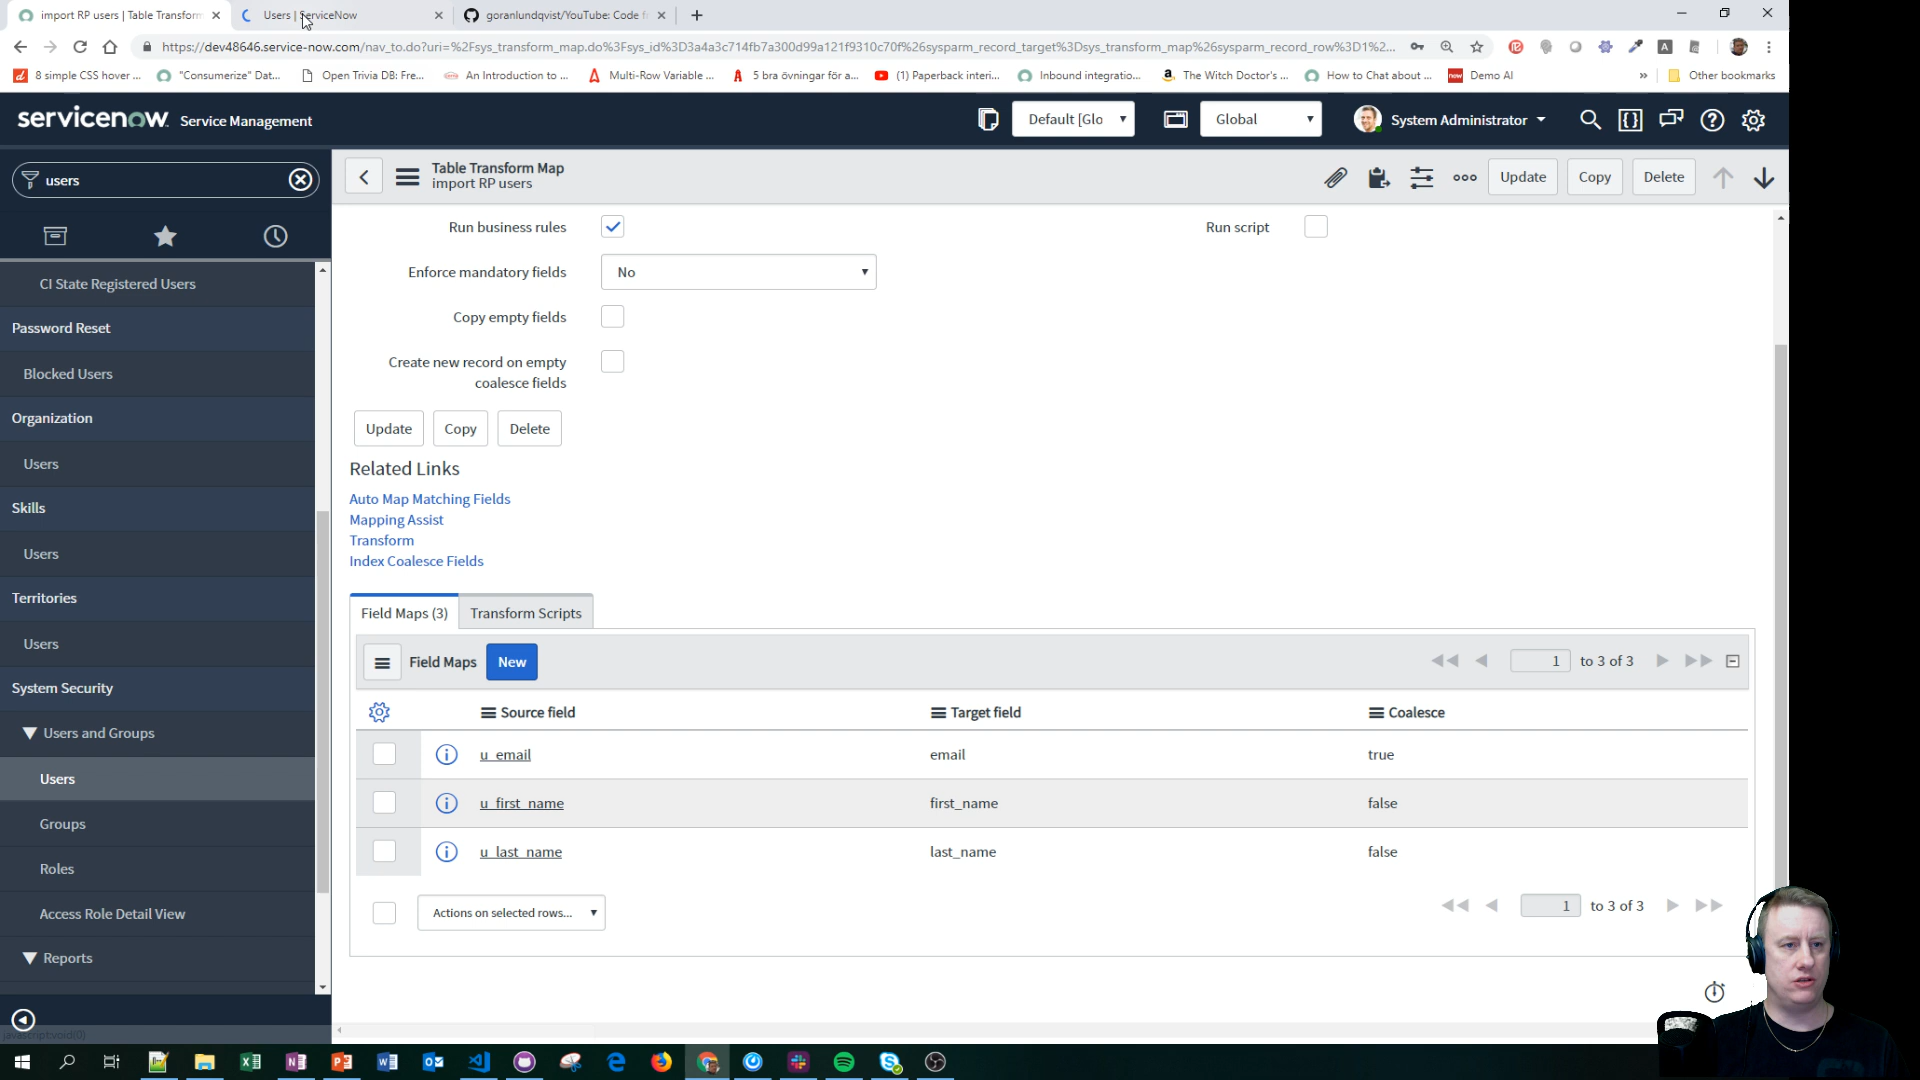 import RP users | Table Transform
Users | ServiceNow
goranlundqvist/YouTube: Code f
https://dev48646.service-now.com/nav_to.do?uri=%2Fsys_transform_map.do%3Fsys_id%3D3a4a3c714fb7a300d99a121f9310c70f%26sysparm_record_target%3Dsys_transform_map%26sysparm_record_row%3D1%2...
8 simple CSS hover ...
"Consumerize" Dat...
Open Trivia DB: Fre...
An Introduction to ...
Multi-Row Variable ...
5 bra övningar för a...
(1) Paperback interi...
Inbound integratio...
The Witch Doctor's ...
How to Chat about ...
Demo AI
»
Other bookmarks
servicenow Service Management
Default [Glo
Global
System Administrator
users
Table Transform Map
import RP users
Update
Copy
Delete
CI State Registered Users
Password Reset
Blocked Users
Organization
Users
Skills
Users
Territories
Users
System Security
Users and Groups
Users
Groups
Roles
Access Role Detail View
Reports
javascript:void(0)
Run business rules
Run script
Enforce mandatory fields
No
Copy empty fields
Create new record on empty
coalesce fields
Update
Copy
Delete
Related Links
Auto Map Matching Fields
Mapping Assist
Transform
Index Coalesce Fields
Field Maps (3)
Transform Scripts
Field Maps
New
1 to 3 of 3
Source field
Target field
Coalesce
u_email
email
true
u_first_name
first_name
false
u_last_name
last_name
false
Actions on selected rows...
1 to 3 of 3